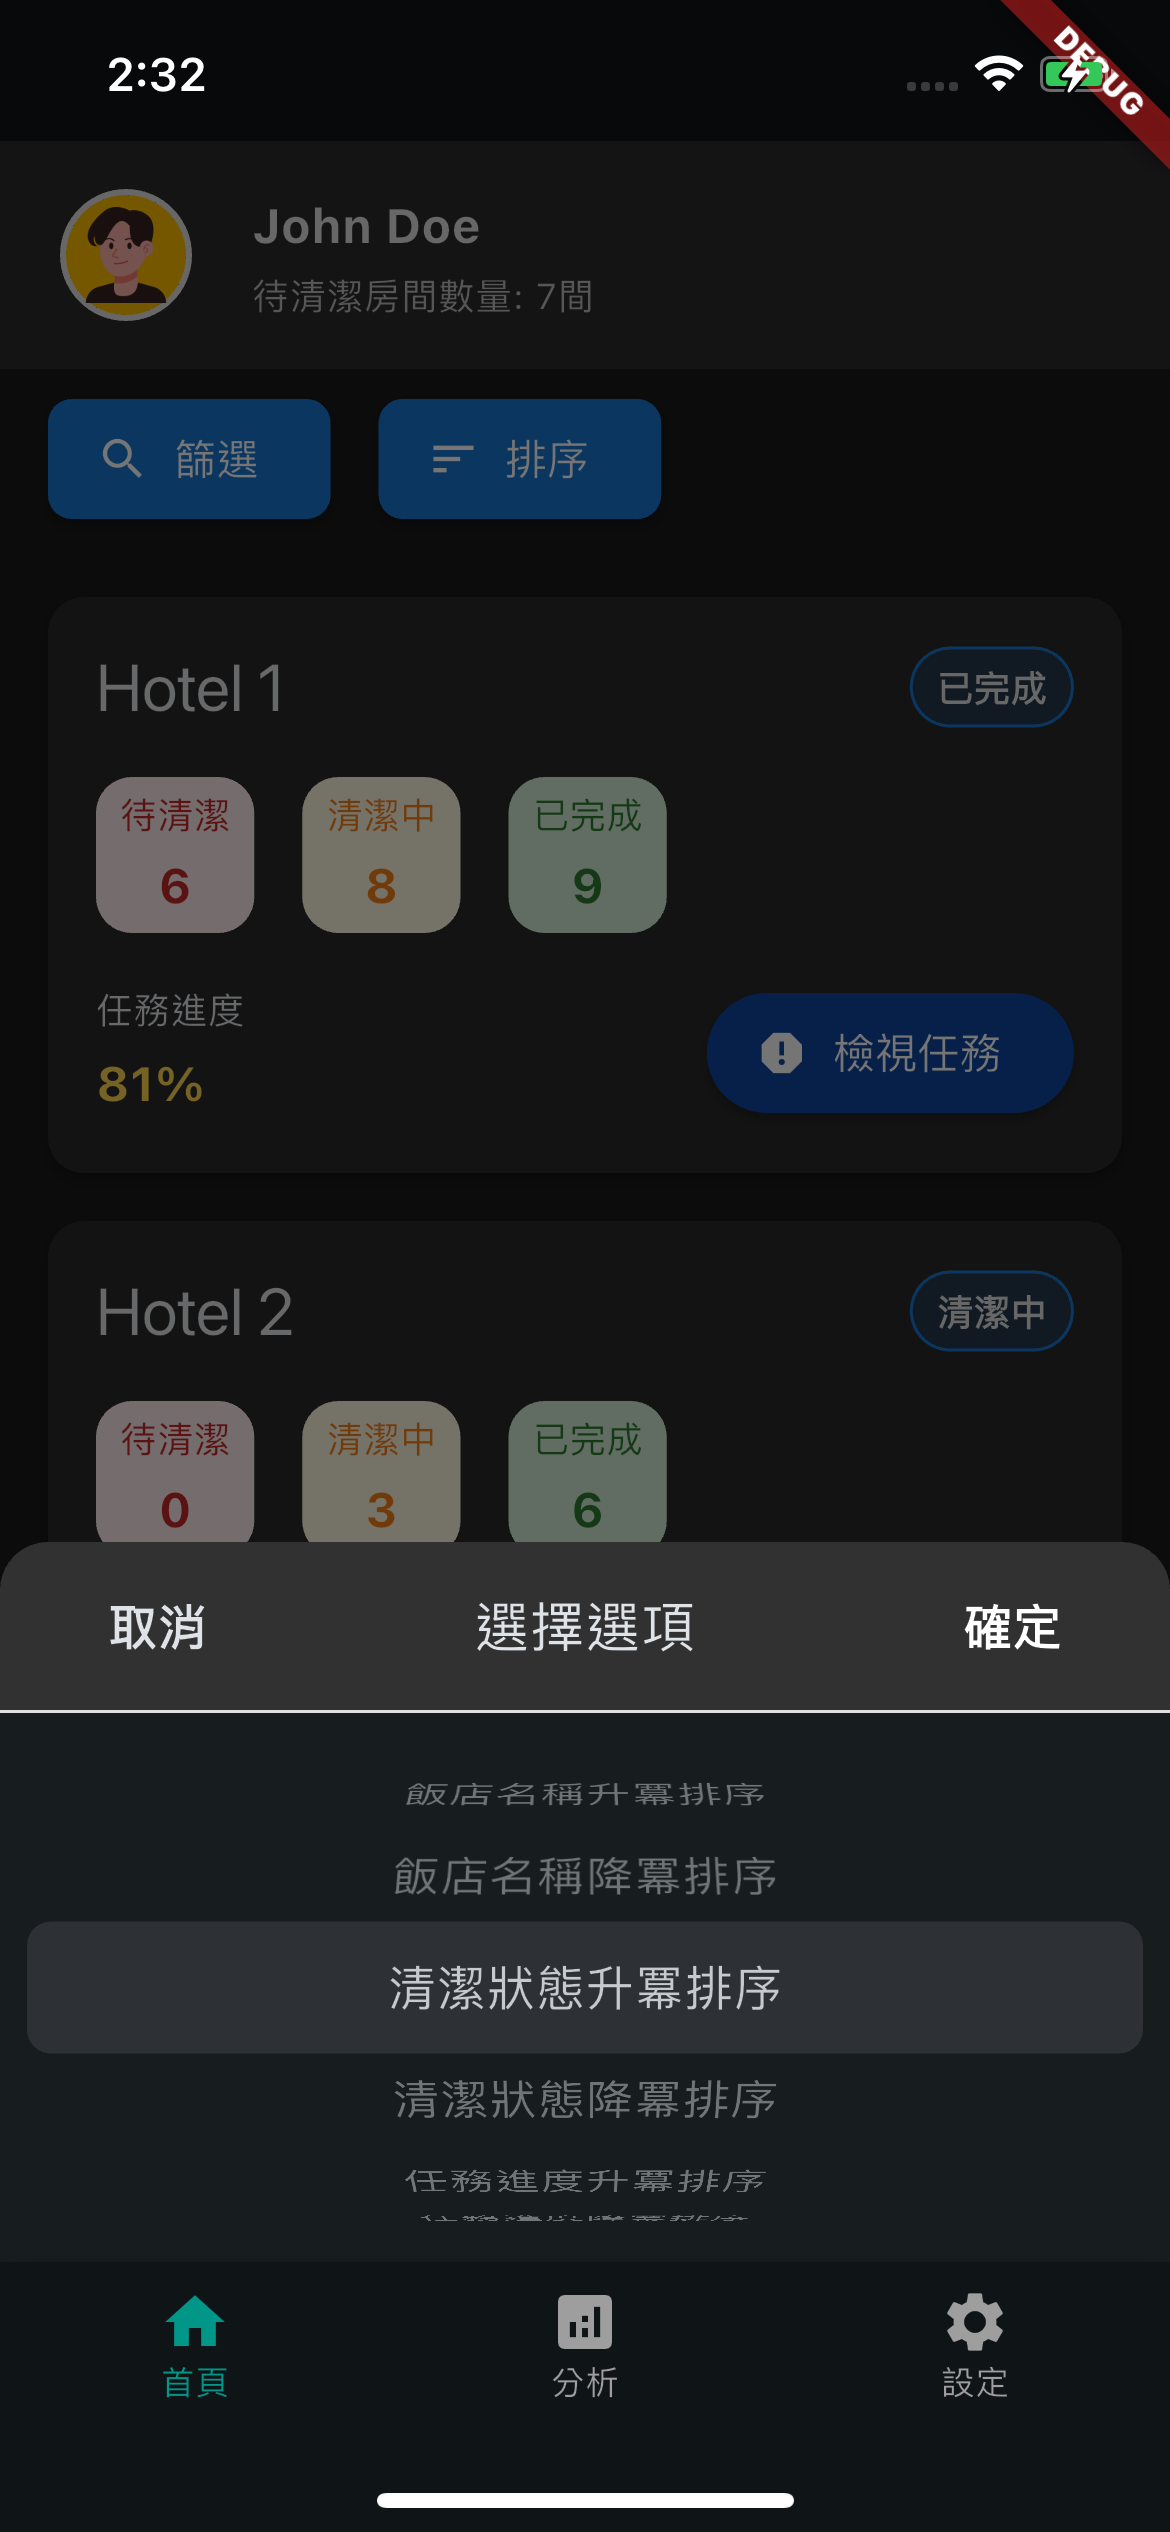 2:32
DEBUG
John Doe
待清潔房間數量: 7間
篩選
排序
Hotel 1
已完成
待清潔
清潔中
已完成
6
8
9
任務進度
81%
檢視任務
Hotel 2
清潔中
待清潔
清潔中
已完成
0
3
6
取消
選擇選項
確定
飯店名稱升冪排序
飯店名稱降冪排序
清潔狀態升冪排序
清潔狀態降冪排序
任務進度升冪排序
首頁
分析
設定